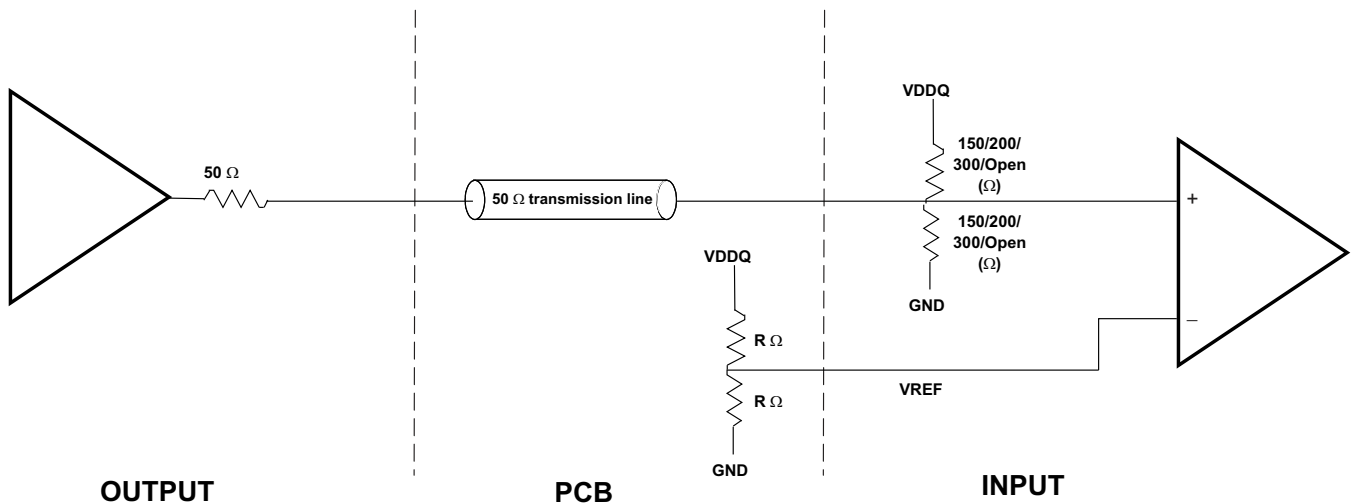 VDDQ
150/200/
300/Open
(Ω)
50 Ω
50 Ω transmission line
+
150/200/
300/Open
(Ω)
VDDQ
GND
–
R Ω
VREF
R Ω
GND
OUTPUT
PCB
INPUT